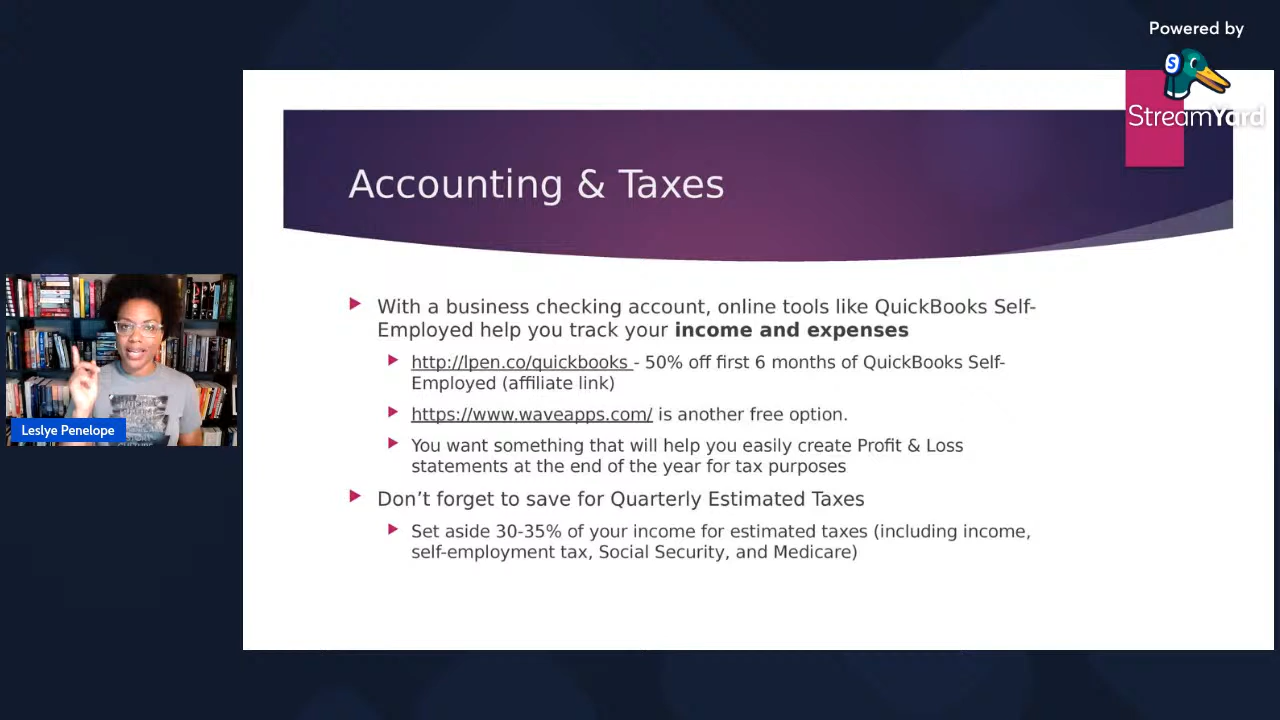 Powered by
S
StreamYard
Accounting & Taxes
With a business checking account, online tools like QuickBooks Self-
Employed help you track your income and expenses
http://lpen.co/quickbooks - 50% off first 6 months of QuickBooks Self-
Employed (affiliate link)
https://www.waveapps.com/ is another free option.
You want something that will help you easily create Profit & Loss
statements at the end of the year for tax purposes
Don’t forget to save for Quarterly Estimated Taxes
Set aside 30-35% of your income for estimated taxes (including income,
self-employment tax, Social Security, and Medicare)
Leslye Penelope